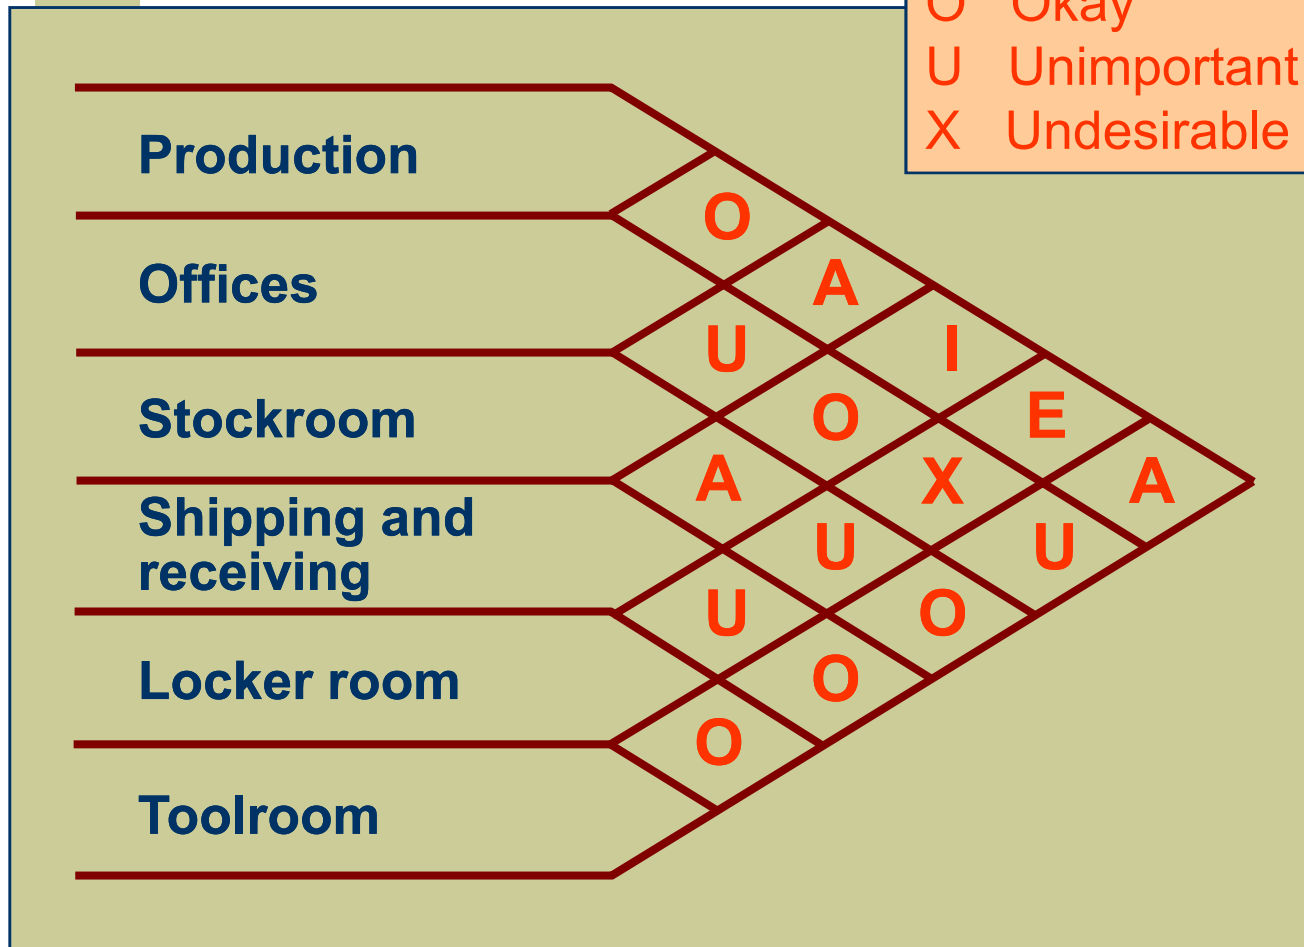 O Okay
U Unimportant
X Undesirable
Production
O
A
Offices
U
I
O
E
Stockroom
A
X
A
Shipping and
receiving
U
U
U
O
Locker room
O
O
Toolroom